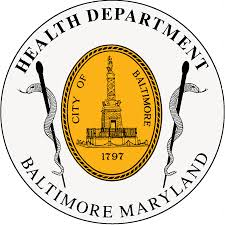 HEALTH DEPARTMENT
CITY OF BALTIMORE
1797
BALTIMORE MARYLAND